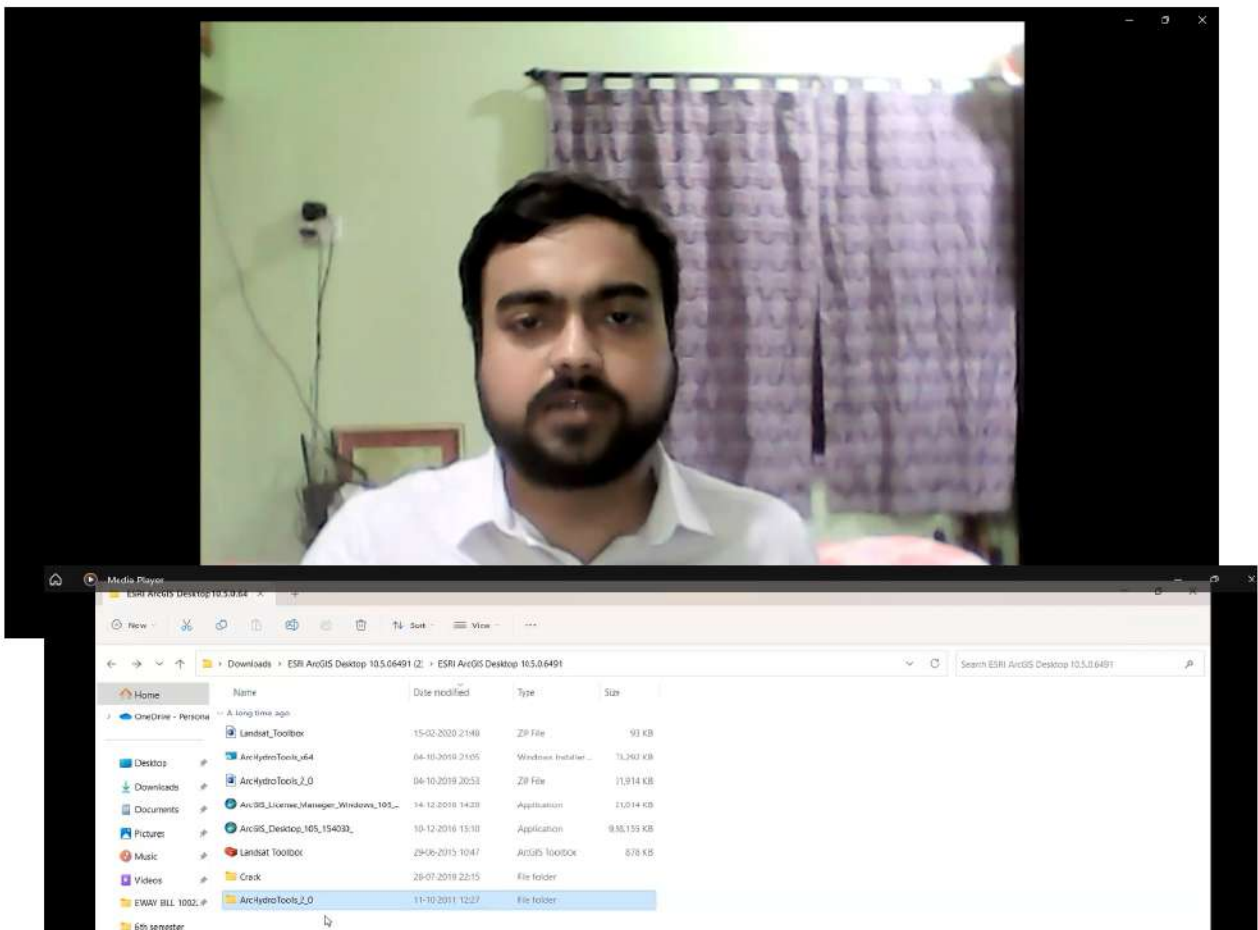 Media Player
ESRI ArcGIS Desktop 10.5.0.64
New Sort View
Downloads ESRI ArcGIS Desktop 10.5.06491 (2 ESRI ArcGIS Desktop 10.5.0.6491 Search ESRI ArcGIS Desktop 10.5.0.6491
Home Name Date modified Type Size
OneDrive - Persona A long time ago
Landsat_Toolbox 15-02-2020 21:48 ZIP File 93 KB
Desktop ArcHydroTools_x64 04-10-2019 21:05 Windows Installer ...
Downloads ArcHydroTools_2_0 04-10-2019 20:53 ZIP File
Documents ArcGIS_License_Manager_Windows_105_... 14-12-2016 14:28 Application
Pictures ArcGIS_Desktop_105_154030_ 10-12-2016 15:10 Application
Music Landsat Toolbox 29-06-2015 10:47 ArcGIS Toolbox 878 KB
Videos Crack 28-07-2019 22:15 File folder
EWAY BILL 1002. ArcHydroTools_2_0 11-10-2011 12:27 File folder
6th semester